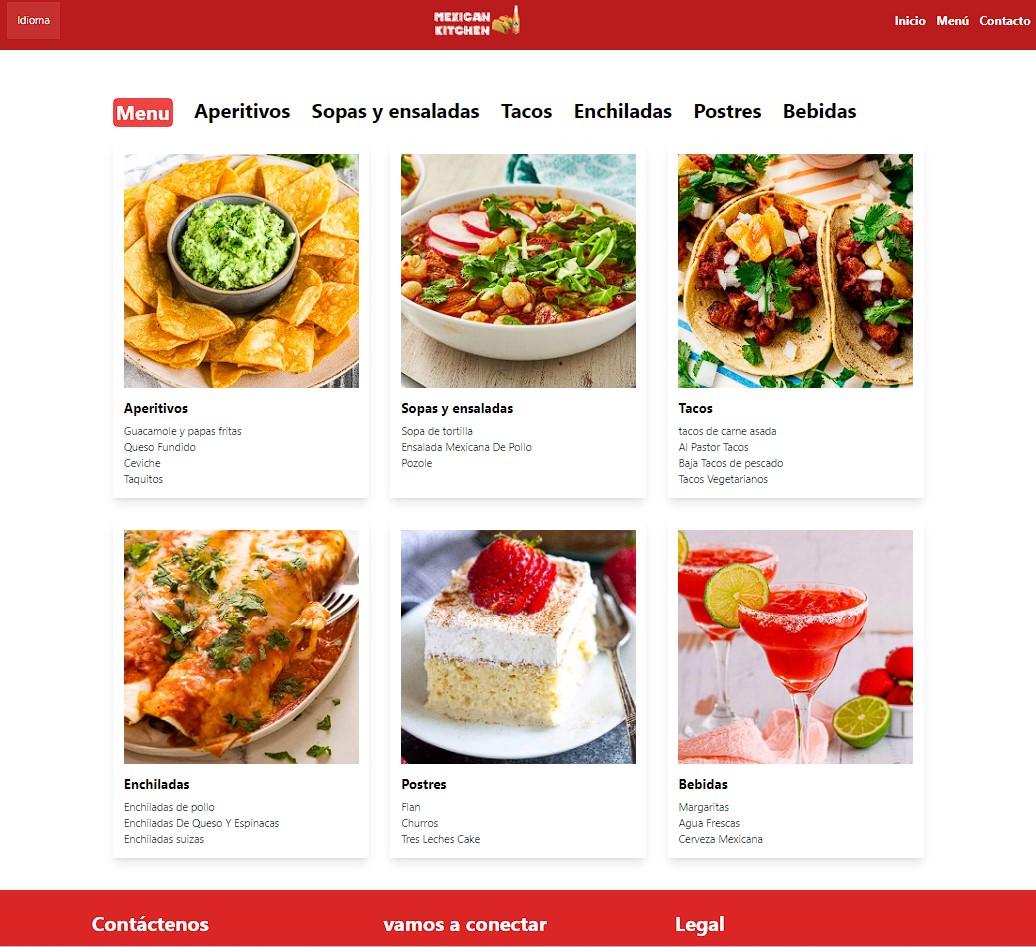 Idioma
MEXICAN
KITCHEN
Inicio Menú Contacto
Menu Aperitivos Sopas y ensaladas Tacos Enchiladas Postres Bebidas
Aperitivos
Guacamole y papas fritas
Queso Fundido
Ceviche
Taquitos
Sopas y ensaladas
Sopa de tortilla
Ensalada Mexicana De Pollo
Pozole
Tacos
tacos de carne asada
Al Pastor Tacos
Baja Tacos de pescado
Tacos Vegetarianos
Enchiladas
Enchiladas de pollo
Enchiladas De Queso Y Espinacas
Enchiladas suizas
Postres
Flan
Churros
Tres Leches Cake
Bebidas
Margaritas
Agua Frescas
Cerveza Mexicana
Contáctenos
vamos a conectar
Legal